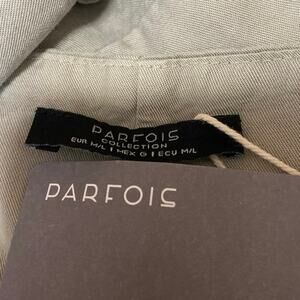 PARFOIS
COLLECTION
EUR M/L | MEX G | ECU M/L
PARFOIS